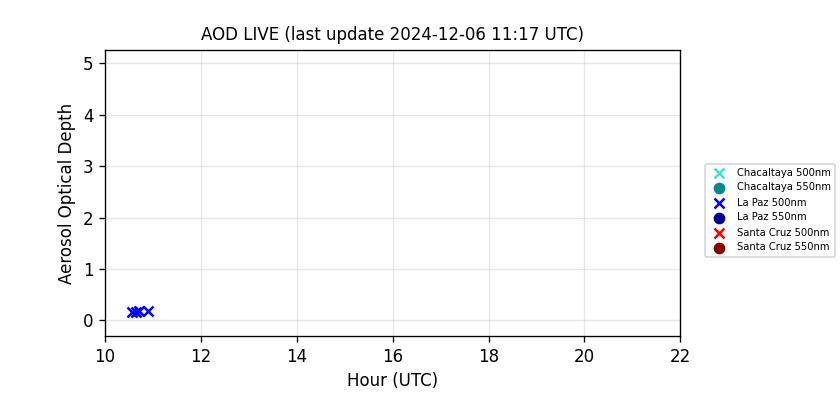 AOD LIVE (last update 2024-12-06 11:17 UTC)
Aerosol Optical Depth
5
4
3
2
1
0
10 12 14 16 18 20 22
Hour (UTC)
Chacaltaya 500nm
Chacaltaya 550nm
La Paz 500nm
La Paz 550nm
Santa Cruz 500nm
Santa Cruz 550nm